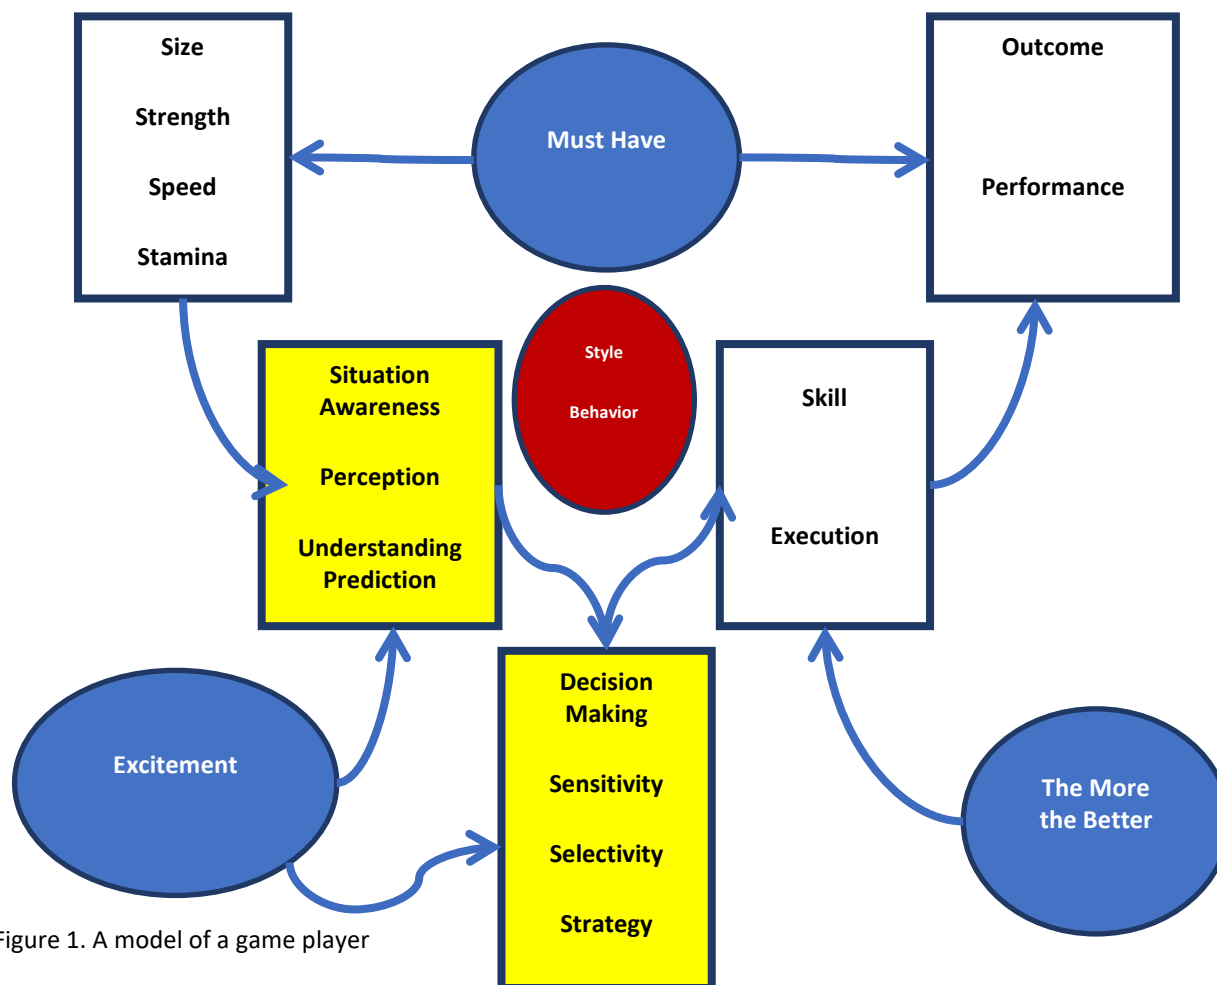 Size
Strength
Speed
Stamina
Must Have
Outcome
Performance
Style
Behavior
Situation
Awareness
Perception
Understanding
Prediction
Skill
Execution
Excitement
Decision
Making
Sensitivity
Selectivity
Strategy
The More
the Better
Figure 1. A model of a game player